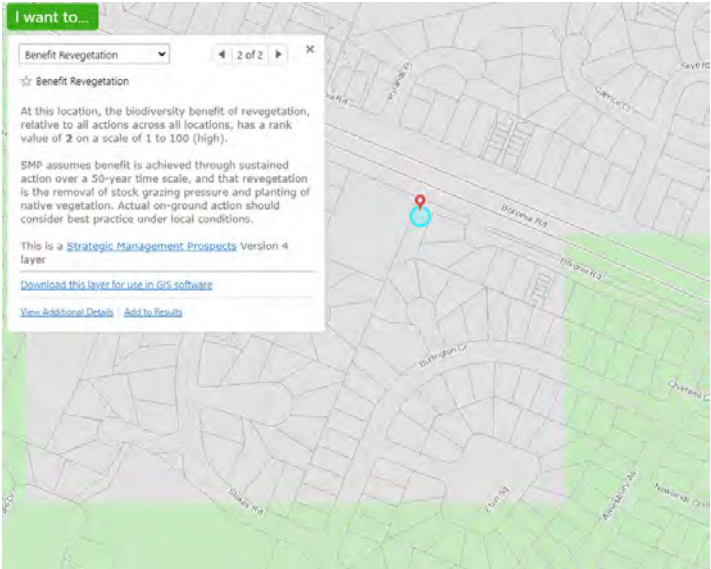 I want to...
Benefit Revegetation
2 of 2
Benefit Revegetation
At this location, the biodiversity benefit of revegetation,
relative to all actions across all locations, has a rank
value of 2 on a scale of 1 to 100 (high).
SMP assumes benefit is achieved through sustained
action over a 50-year time scale, and that revegetation
is the removal of stock grazing pressure and planting of
native vegetation. Actual on-ground action should
consider best practice under local conditions.
This is a Strategic Management Prospects Version 4
layer
Download this layer for use in GIS software
View Additional Details
Add to Results
Boronia Rd
Boronia Rd
Burlington Cr
Stokes Rd